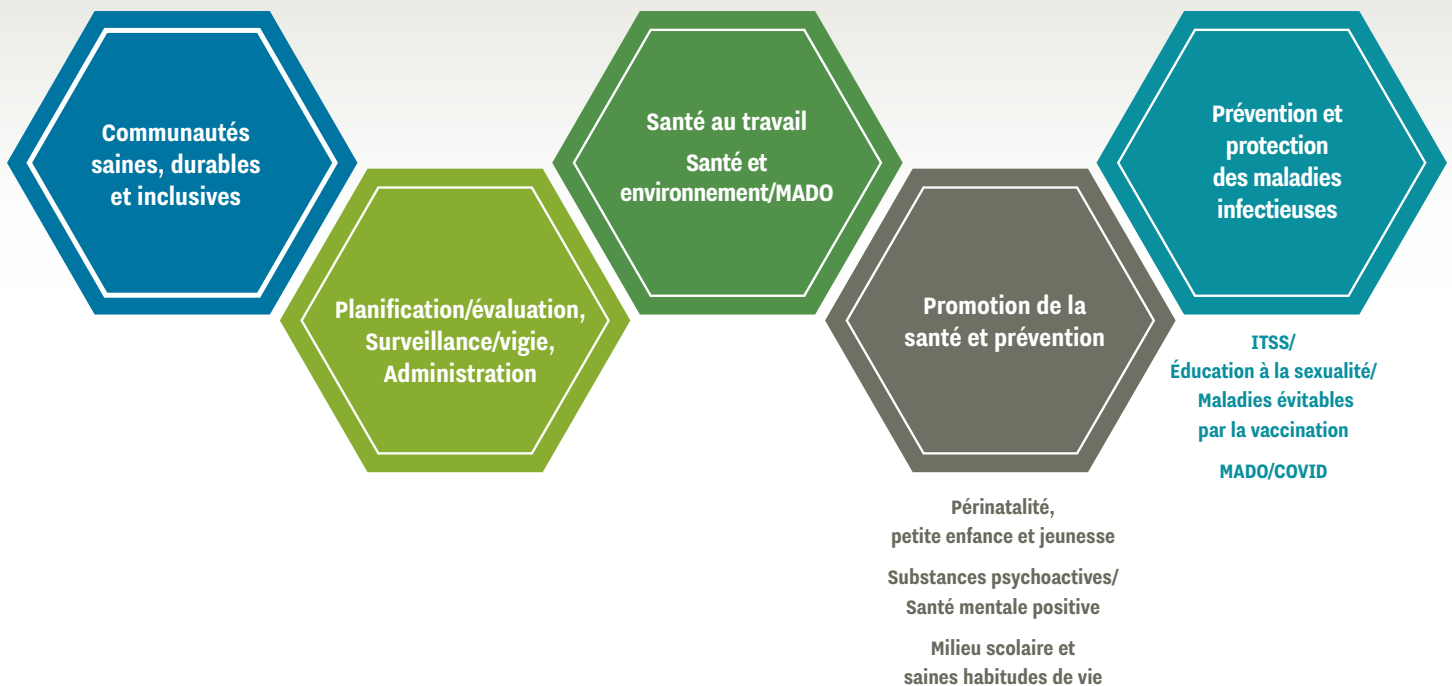 Communautés
saines, durables
et inclusives
Planification/évaluation,
Surveillance/vigie,
Administration
Santé au travail
Santé et
environnement/MADO
Promotion de la
santé et prévention
Périnatalité,
petite enfance et jeunesse
Substances psychoactives/
Santé mentale positive
Milieu scolaire et
saines habitudes de vie
Prévention et
protection
des maladies
infectieuses
ITSS/
Éducation à la sexualité/
Maladies évitables
par la vaccination
MADO/COVID